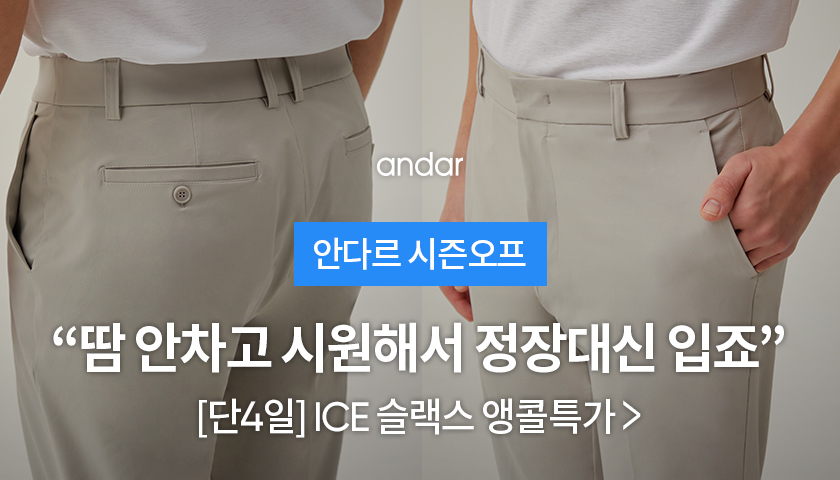 andar
안다르 시즌오프
“땀 안차고 시원해서 정장대신 입죠”
[단4일] ICE 슬랙스 앵콜특가 >